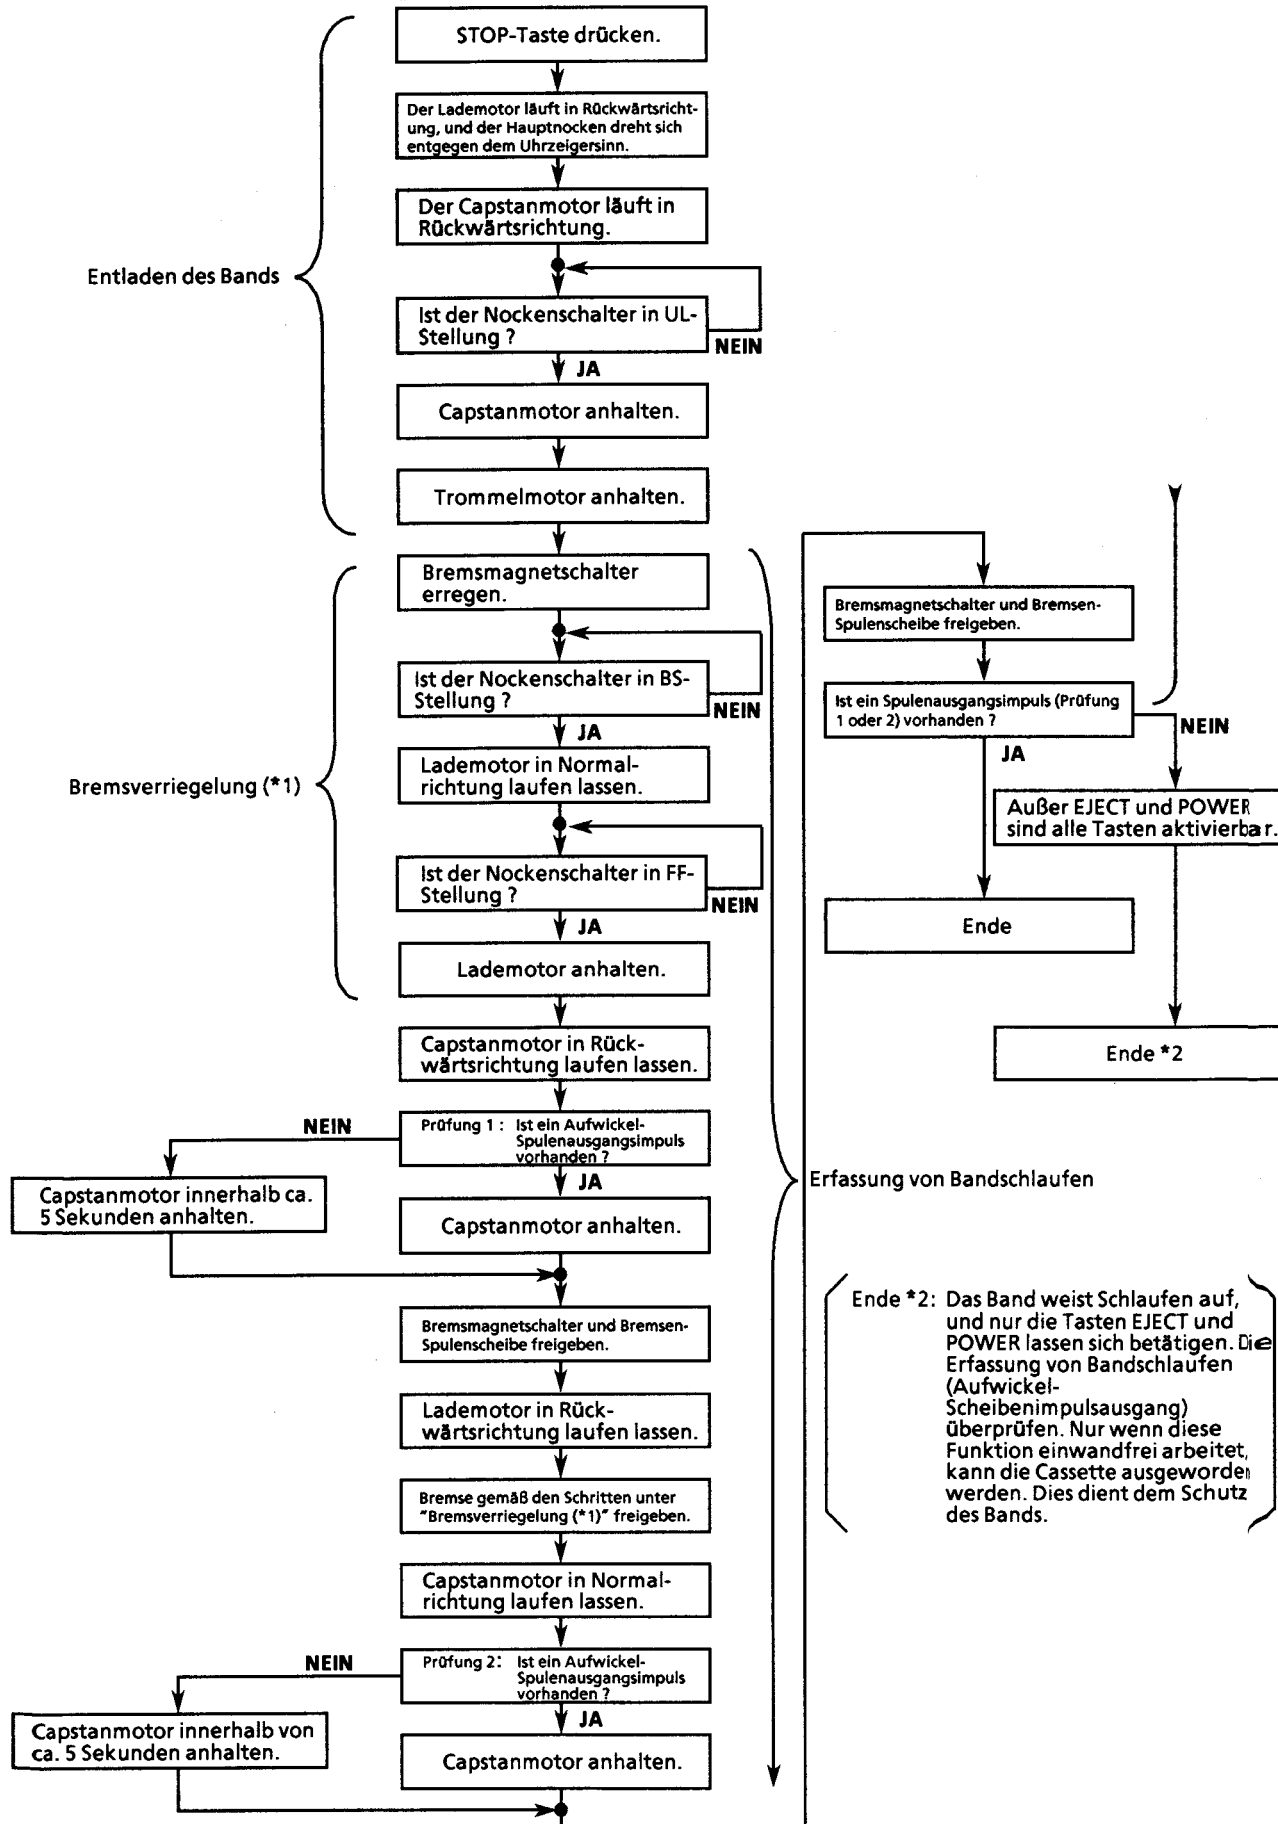 STOP-Taste drücken.
Der Lademotor läuft in Rückwärtsricht-
ung, und der Hauptnocken dreht sich
entgegen dem Uhrzeigersinn.
Der Capstanmotor läuft in
Rückwärtsrichtung.
Entladen des Bands
Ist der Nockenschalter in UL-
Stellung ?
NEIN
JA
Capstanmotor anhalten.
Trommelmotor anhalten.
Bremsmagnetschalter
erregen.
Ist der Nockenschalter in BS-
Stellung ?
NEIN
JA
Bremsverriegelung (*1)
Lademotor in Normal-
richtung laufen lassen.
Ist der Nockenschalter in FF-
Stellung ?
NEIN
JA
Lademotor anhalten.
Capstanmotor in Rück-
wärtsrichtung laufen lassen.
NEIN
Prüfung 1 : Ist ein Aufwickel-
Spulenausgangsimpuls
vorhanden ?
JA
Capstanmotor innerhalb ca.
5 Sekunden anhalten.
Capstanmotor anhalten.
Bremsmagnetschalter und Bremsen-
Spulenscheibe freigeben.
Lademotor in Rück-
wärtsrichtung laufen lassen.
Bremse gemäß den Schritten unter
"Bremsverriegelung (*1)" freigeben.
Capstanmotor in Normal-
richtung laufen lassen.
NEIN
Prüfung 2: Ist ein Aufwickel-
Spulenausgangsimpuls
vorhanden ?
JA
Capstanmotor innerhalb von
ca. 5 Sekunden anhalten.
Capstanmotor anhalten.
Erfassung von Bandschlaufen
Bremsmagnetschalter und Bremsen-
Spulenscheibe freigeben.
Ist ein Spulenausgangsimpuls (Prüfung
1 oder 2) vorhanden ?
NEIN
JA
Außer EJECT und POWER
sind alle Tasten aktivierbar.
Ende
Ende *2
Ende *2: Das Band weist Schlaufen auf,
und nur die Tasten EJECT und
POWER lassen sich betätigen. Die
Erfassung von Bandschlaufen
(Aufwickel-
Scheibenimpulsausgang)
überprüfen. Nur wenn diese
Funktion einwandfrei arbeitet,
kann die Cassette ausgeworden
werden. Dies dient dem Schutz
des Bands.